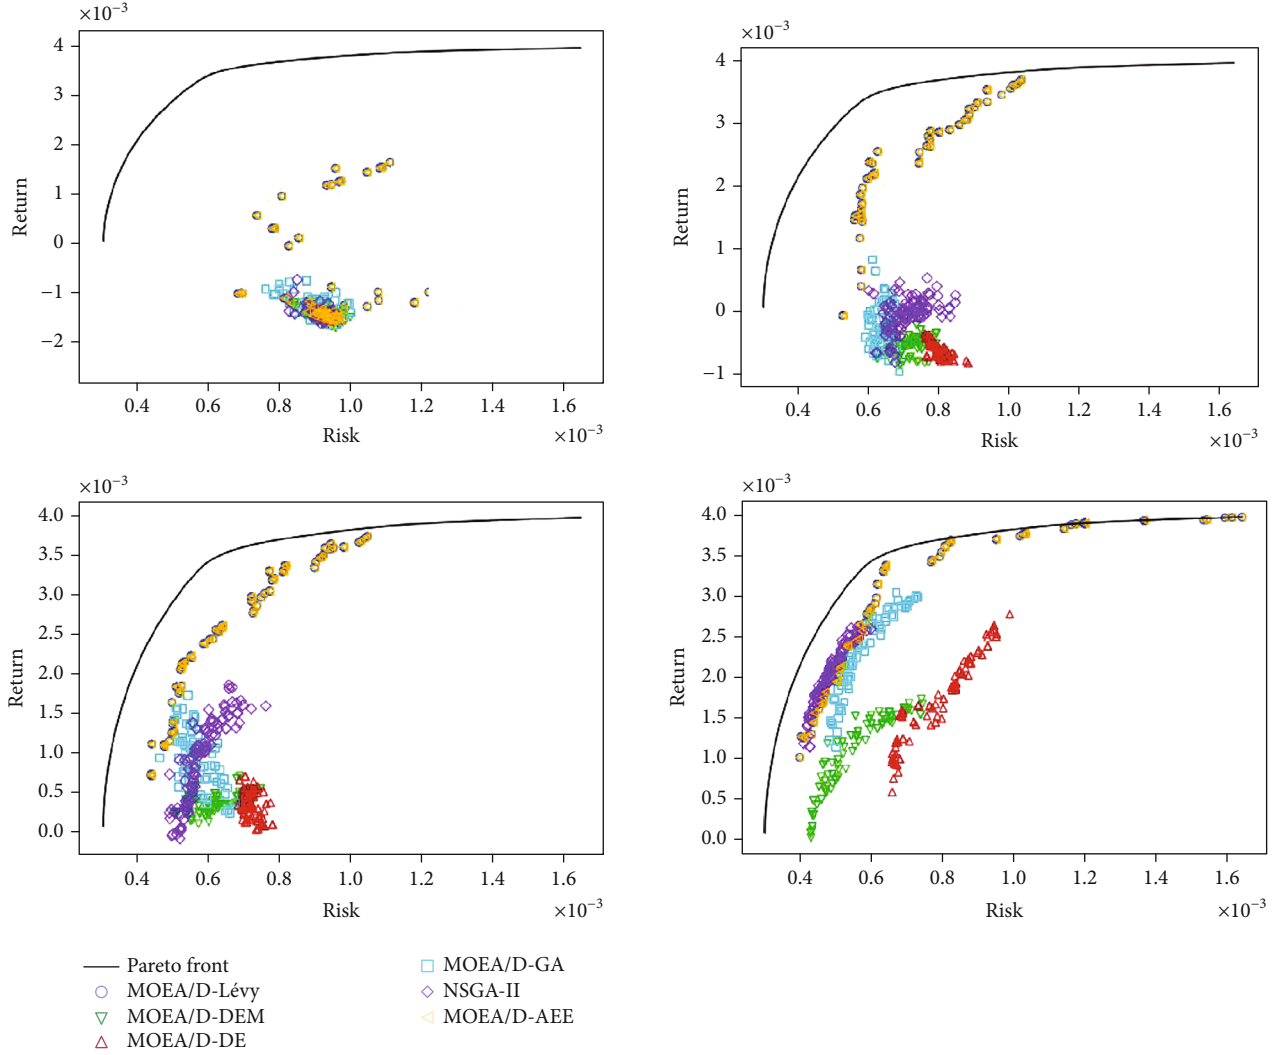 ×10⁻³
4
3
2
1
0
−1
−2
Return
0.4 0.6 0.8 1.0 1.2 1.4 1.6
Risk
×10⁻³
×10⁻³
4
3
2
1
0
−1
Return
0.4 0.6 0.8 1.0 1.2 1.4 1.6
Risk
×10⁻³
×10⁻³
4.0
3.5
3.0
2.5
2.0
1.5
1.0
0.5
0.0
Return
0.4 0.6 0.8 1.0 1.2 1.4 1.6
Risk
×10⁻³
×10⁻³
4.0
3.5
3.0
2.5
2.0
1.5
1.0
0.5
0.0
Return
0.4 0.6 0.8 1.0 1.2 1.4 1.6
Risk
×10⁻³
Pareto front
MOEA/D-Lévy
MOEA/D-DEM
MOEA/D-DE
MOEA/D-GA
NSGA-II
MOEA/D-AEE